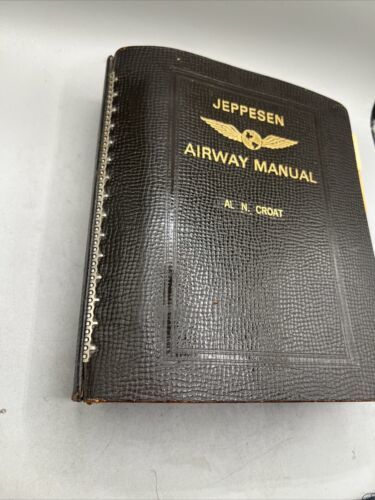 JEPPESEN
AIRWAY MANUAL
AL N. CROAT